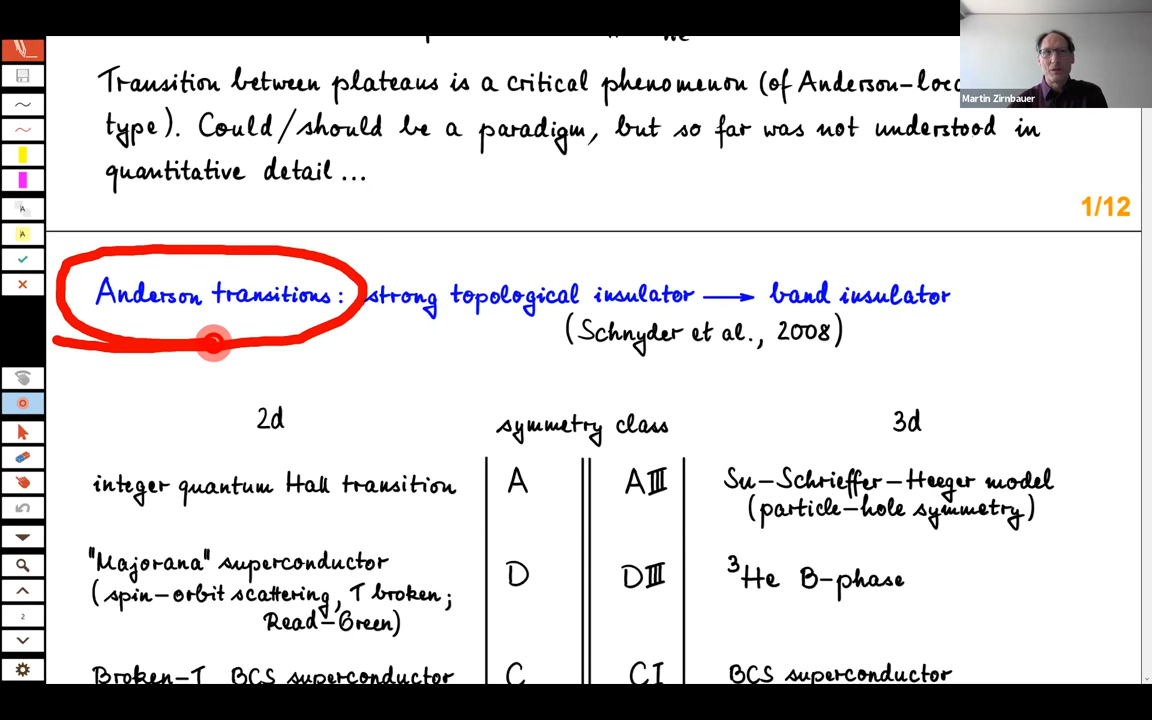 Martin Zirnbauer
Transition between plateaus is a critical phenomenon (of Anderson-loc
type). Could/should be a paradigm, but so far was not understood in
quantitative detail ...
1/12
Anderson transitions: strong topological insulator → band insulator
(Schnyder et al., 2008)
2d symmetry class 3d
integer quantum Hall transition A AIII Su-Schrieffer-Heeger model
(particle-hole symmetry)
"Majorana" superconductor D DIII ³He B-phase
(spin-orbit scattering, T broken;
Read-Green)
Broken-T BCS superconductor C CI BCS superconductor
2